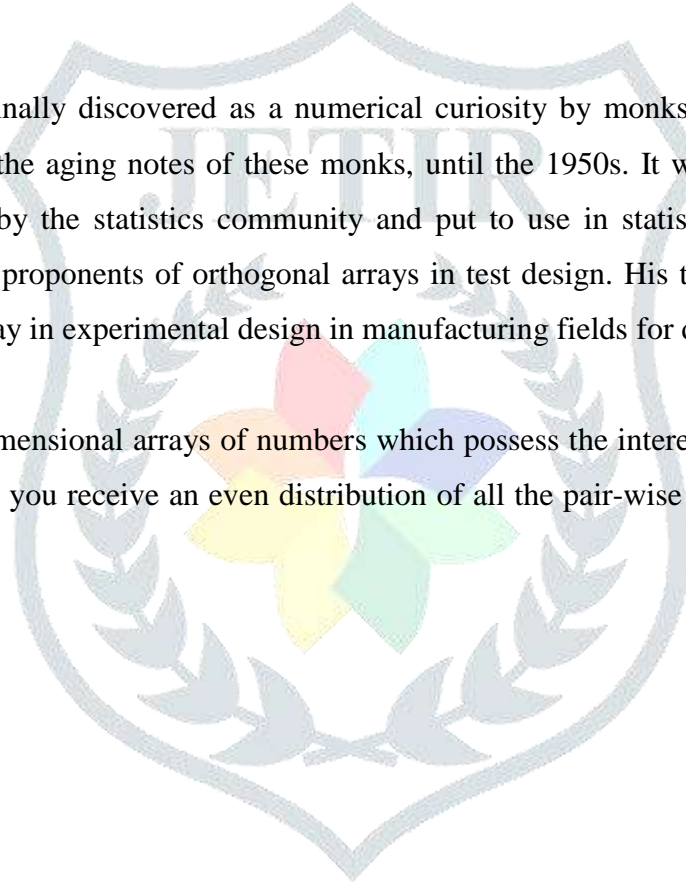 inally discovered as a numerical curiosity by monks
JETIR
the aging notes of these monks, until the 1950s. It w
by the statistics community and put to use in statis
proponents of orthogonal arrays in test design. His t
ay in experimental design in manufacturing fields for
mensional arrays of numbers which possess the intere
you receive an even distribution of all the pair-wise